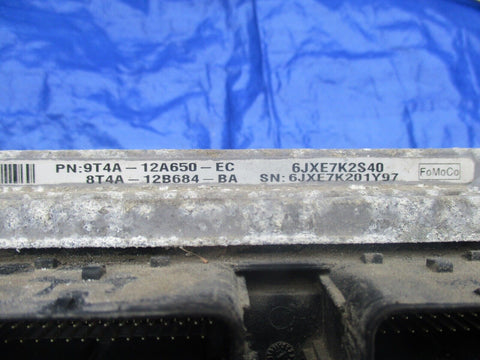 PN:9T4A-12A650-EC 6JXE7K2S40
8T4A-12B684-BA SN:6JXE7K201Y97
FoMoCo